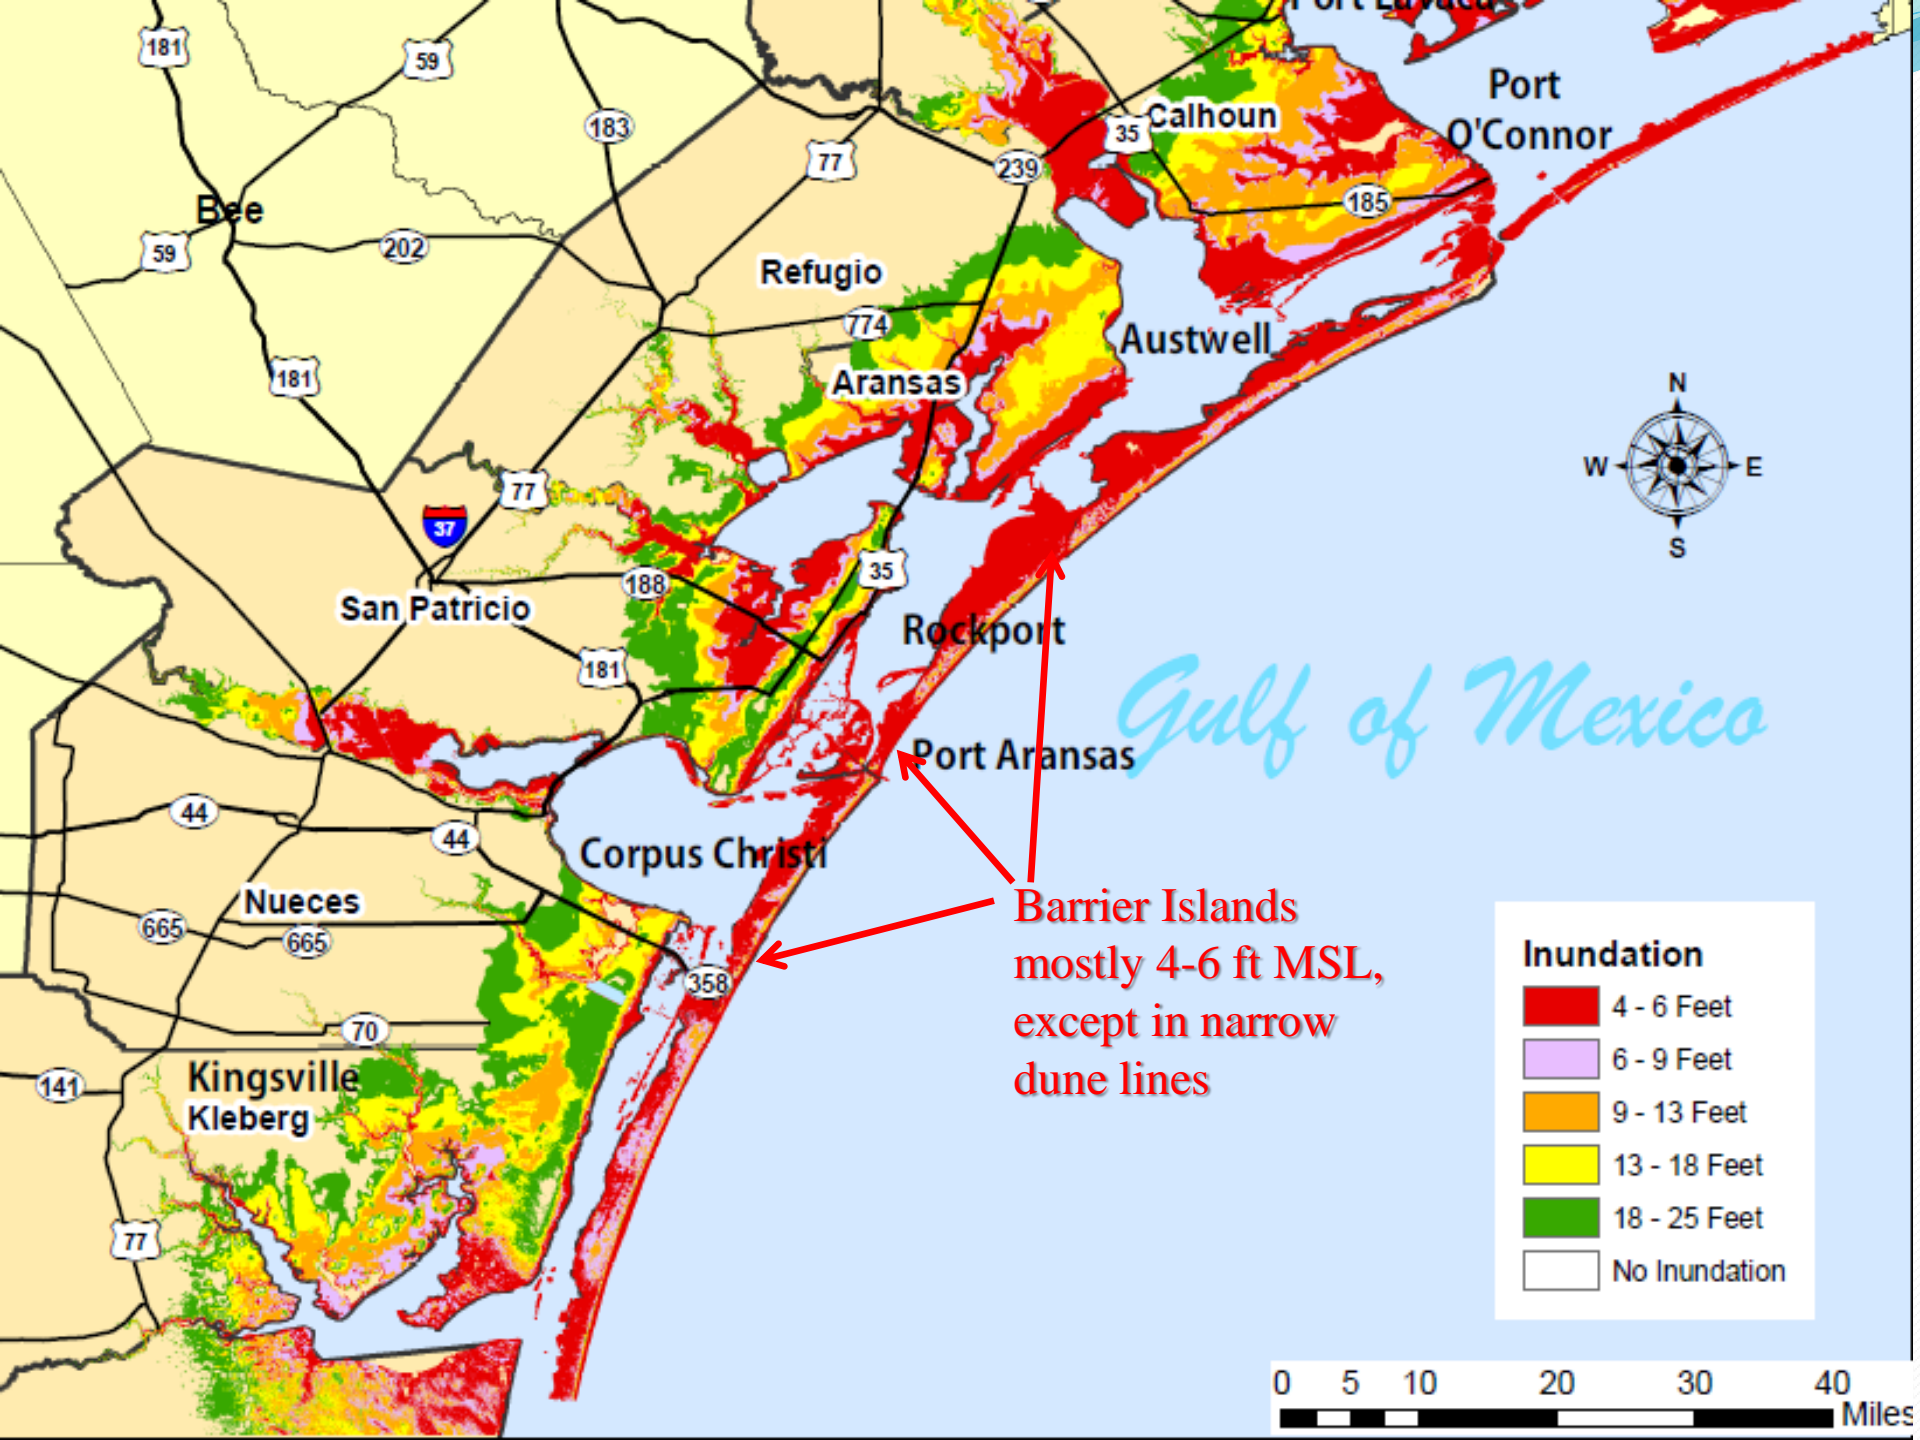 Port Lavaca
181
59
Port
O'Connor
183
Calhoun
35
77
239
185
Bee
59
202
Refugio
774
Austwell
181
Aransas
N
W
E
S
77
37
35
188
San Patricio
Rockport
181
Gulf of Mexico
Port Aransas
44
44
Corpus Christi
Nueces
665
665
358
Barrier Islands
mostly 4-6 ft MSL,
except in narrow
dune lines
70
141
Kingsville
Kleberg
77
Inundation
4 - 6 Feet
6 - 9 Feet
9 - 13 Feet
13 - 18 Feet
18 - 25 Feet
No Inundation
0 5 10 20 30 40
Miles